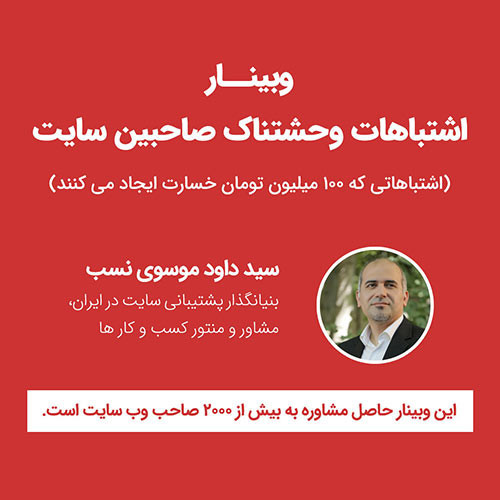 وبینــار
اشتباهات وحشتناک صاحبین سایت
(اشتباهاتی که ۱۰۰ میلیون تومان خسارت ایجاد می کنند)
سید داود موسوی نسب
بنیانگذار پشتیبانی سایت در ایران،
مشاور و منتور کسب و کار ها
این وبینار حاصل مشاوره به بیش از ۲۰۰۰ صاحب وب سایت است.